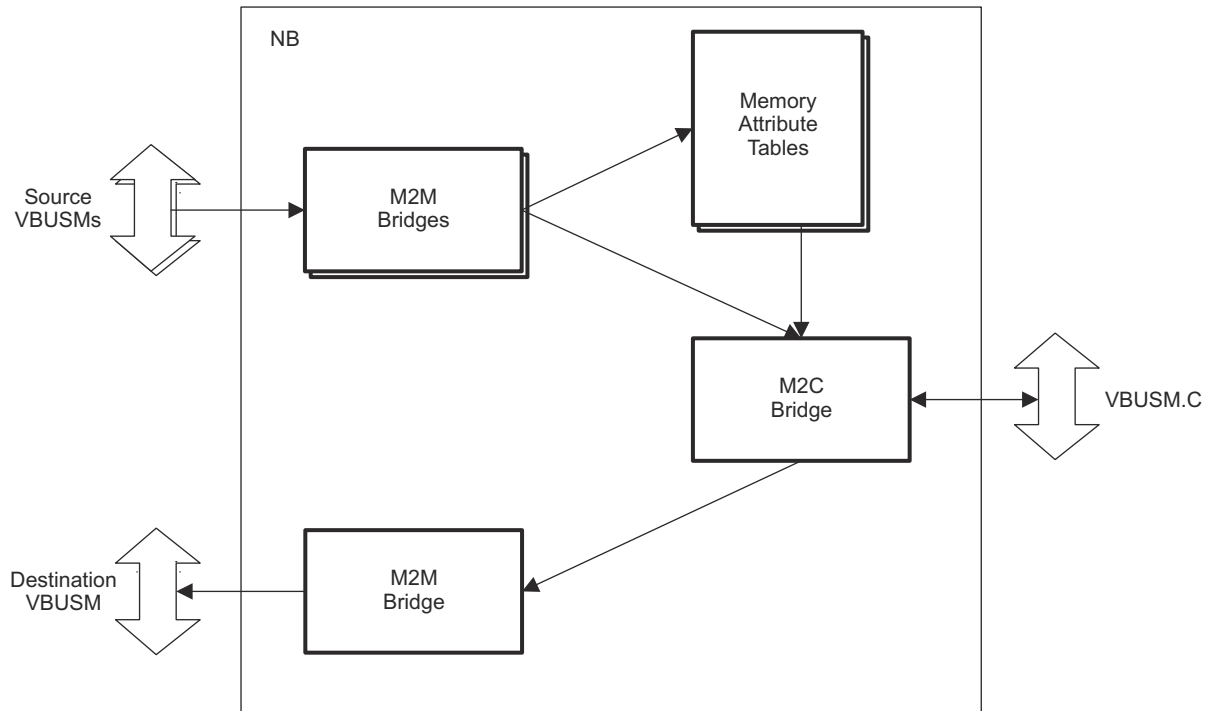 NB
Memory
Attribute
Tables
Source
VBUSMs
M2M
Bridges
M2C
Bridge
VBUSM.C
Destination
VBUSM
M2M
Bridge